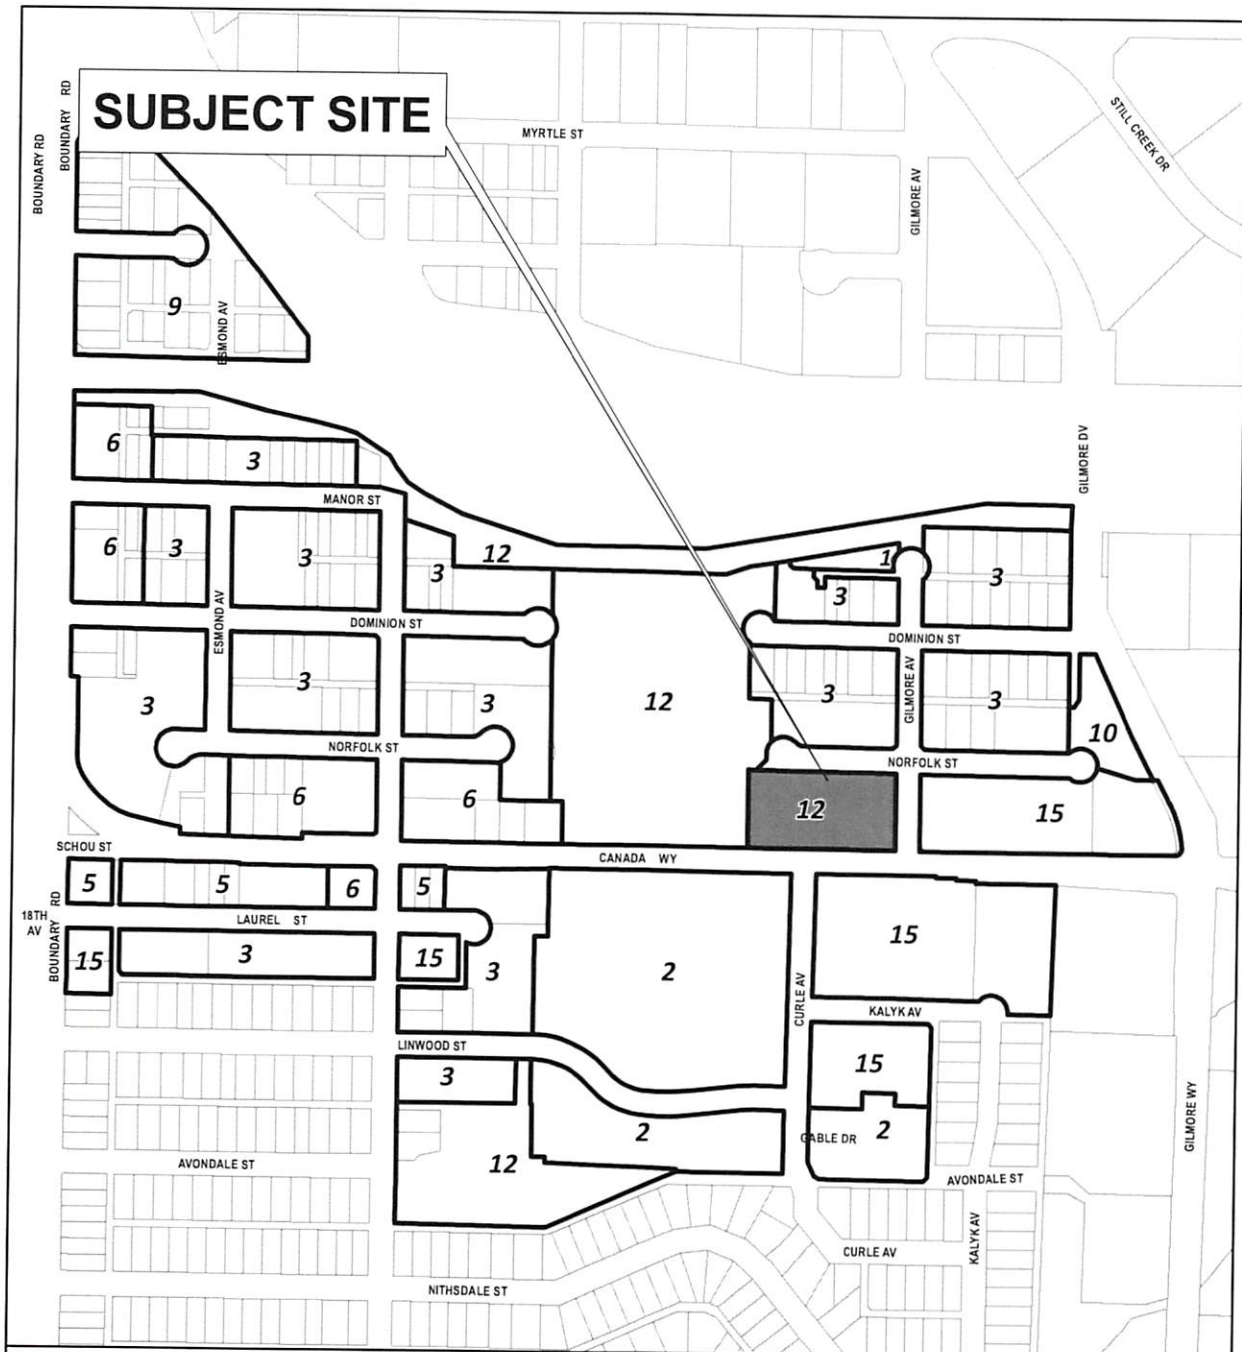 SUBJECT SITE
BOUNDARY RD
BOUNDARY RD
MYRTLE ST
STILL CREEK DR
GILMORE AV
9
ESMOND AV
6
3
MANOR ST
GILMORE DV
6
3
3
3
12
1
3
3
ESMOND AV
DOMINION ST
DOMINION ST
3
3
3
12
3
GILMORE AV
3
10
NORFOLK ST
NORFOLK ST
6
6
12
15
SCHOU ST
CANADA WY
5
5
6
5
18TH
AV
BOUNDARY RD
LAUREL ST
15
3
15
3
2
15
CURLE AV
KALYK AV
LINWOOD ST
3
15
2
GABLE DR
2
GILMORE WY
AVONDALE ST
12
AVONDALE ST
KALYK AV
CURLE AV
NITHSDALE ST